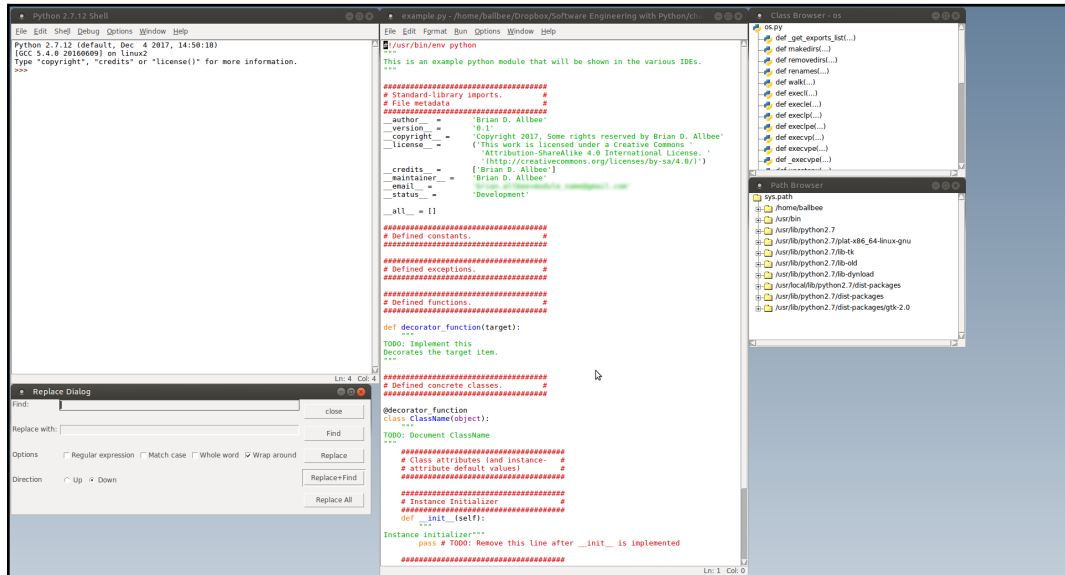 Python 2.7.12 Shell
File Edit Shell Debug Options Window Help
Python 2.7.12 (default, Dec  4 2017, 14:50:18)
[GCC 5.4.0 20160609] on linux2
Type "copyright", "credits" or "license()" for more information.
>>>
Ln: 4 Col: 4
Replace Dialog
Find:
close
Replace with:
Find
Options Regular expression Match case Whole word Wrap around Replace
Replace+Find
Direction Up Down
Replace All
example.py - /home/ballbee/Dropbox/Software Engineering with Python/cha
File Edit Format Run Options Window Help
#!/usr/bin/env python
"""
This is an example python module that will be shown in the various IDEs.
"""
#####################################
# Standard-library imports.         #
# File metadata                     #
#####################################
__author__  =       'Brian D. Allbee'
__version__ =       '0.1'
__copyright__ =     'Copyright 2017, Some rights reserved by Brian D. Allbee'
__license__ =       ('This work is licensed under a Creative Commons '
'Attribution-ShareAlike 4.0 International License. '
'(http://creativecommons.org/licenses/by-sa/4.0/)')
__credits__ =       ['Brian D. Allbee']
__maintainer__ =    'Brian D. Allbee'
__email__ =
__status__ =        'Development'
__all__ = []
#####################################
# Defined constants.                #
#####################################
#####################################
# Defined exceptions.               #
#####################################
#####################################
# Defined functions.                #
#####################################
def decorator_function(target):
"""
TODO: Implement this
Decorates the target item.
"""
#####################################
# Defined concrete classes.         #
#####################################
@decorator_function
class ClassName(object):
"""
TODO: Document ClassName
"""
#####################################
# Class attributes (and instance-   #
# attribute default values)         #
#####################################
#####################################
# Instance Initializer              #
#####################################
def __init__(self):
"""
Instance initializer"""
pass # TODO: Remove this line after __init__ is implemented
#####################################
Ln: 1 Col: 0
Class Browser - os
os.py
def _get_exports_list(...)
def makedirs(...)
def removedirs(...)
def renames(...)
def walk(...)
def execl(...)
def execle(...)
def execlp(...)
def execlpe(...)
def execvp(...)
def execvpe(...)
def _execvpe(...)
Path Browser
sys.path
/home/ballbee
/usr/bin
/usr/lib/python2.7
/usr/lib/python2.7/plat-x86_64-linux-gnu
/usr/lib/python2.7/lib-tk
/usr/lib/python2.7/lib-old
/usr/lib/python2.7/lib-dynload
/usr/local/lib/python2.7/dist-packages
/usr/lib/python2.7/dist-packages
/usr/lib/python2.7/dist-packages/gtk-2.0